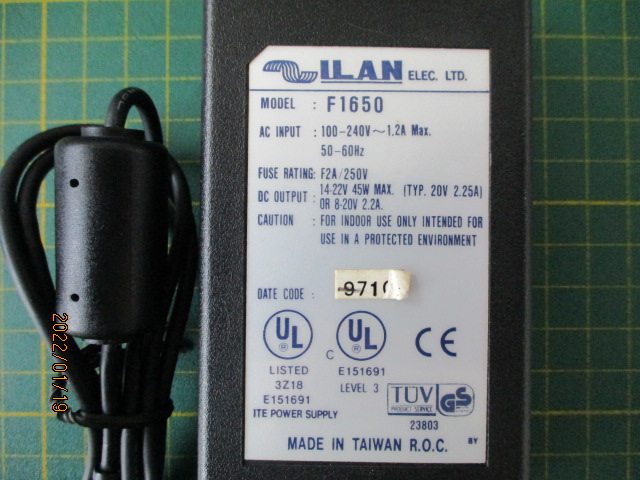 ILAN ELEC. LTD.
MODEL : F1650
AC INPUT : 100-240V~1.2A Max.
50-60Hz
FUSE RATING: F2A/250V
DC OUTPUT : 14-22V 45W MAX. (TYP. 20V 2.25A)
OR 8-20V 2.2A.
CAUTION : FOR INDOOR USE ONLY INTENDED FOR
USE IN A PROTECTED ENVIRONMENT
DATE CODE : 971
UL ® C UL ® CE
LISTED E151691
3Z18 LEVEL 3
E151691
ITE POWER SUPPLY
TÜV GS
PRODUCT SERVICE
23803
MADE IN TAIWAN R.O.C. BY
2022/01/19